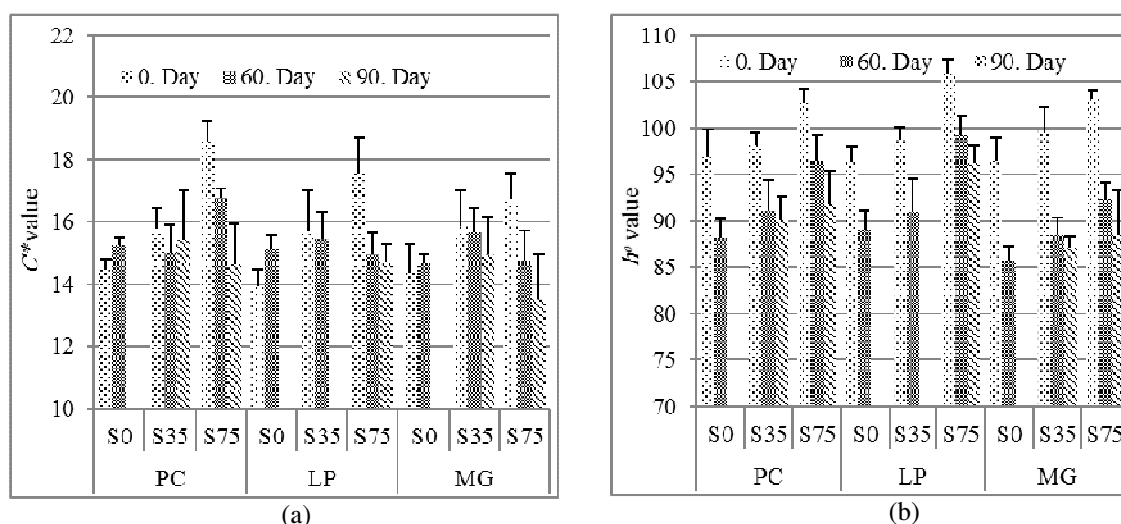 22
20
18
16
14
12
10
C* value
0. Day 60. Day 90. Day
S0 S35 S75 S0 S35 S75 S0 S35 S75
PC LP MG
(a)
110
105
100
95
90
85
80
75
70
hº value
0. Day 60. Day 90. Day
S0 S35 S75 S0 S35 S75 S0 S35 S75
PC LP MG
(b)